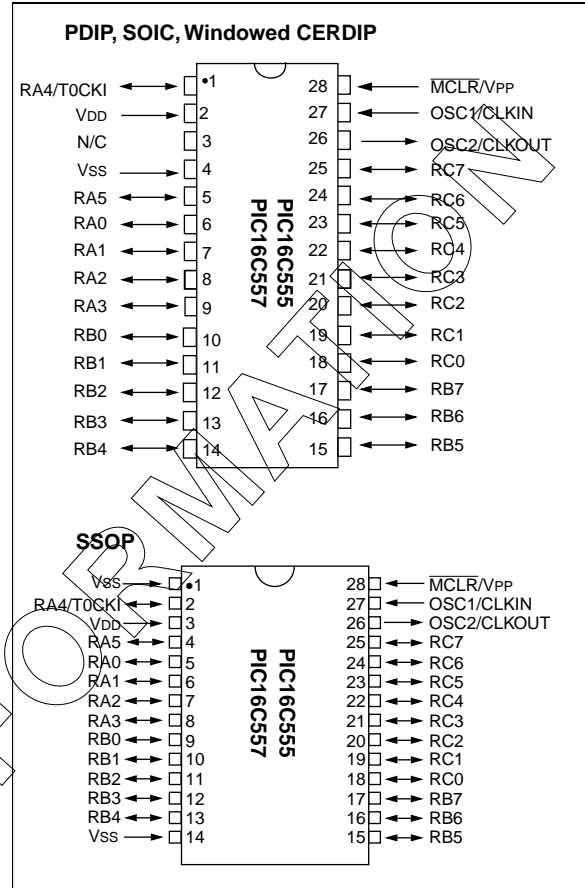 PDIP, SOIC, Windowed CERDIP
RA4/T0CKI 1 28 MCLR/VPP
VDD 2 27 OSC1/CLKIN
N/C 3 26 OSC2/CLKOUT
VSS 4 25 RC7
RA5 5 24 RC6
RA0 6 23 RC5
RA1 7 22 RC4
RA2 8 21 RC3
RA3 9 20 RC2
RB0 10 19 RC1
RB1 11 18 RC0
RB2 12 17 RB7
RB3 13 16 RB6
RB4 14 15 RB5
PIC16C555
PIC16C557
SSOP
VSS 1 28 MCLR/VPP
RA4/T0CKI 2 27 OSC1/CLKIN
VDD 3 26 OSC2/CLKOUT
RA5 4 25 RC7
RA0 5 24 RC6
RA1 6 23 RC5
RA2 7 22 RC4
RA3 8 21 RC3
RB0 9 20 RC2
RB1 10 19 RC1
RB2 11 18 RC0
RB3 12 17 RB7
RB4 13 16 RB6
VSS 14 15 RB5
PIC16C555
PIC16C557
ORMATION